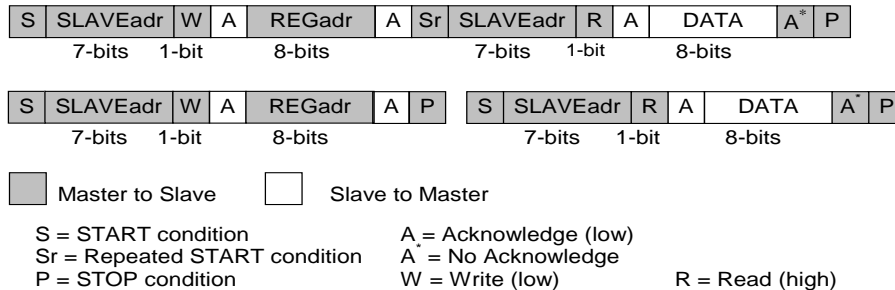 S SLAVEadr W A REGadr A Sr SLAVEadr R A DATA A* P
7-bits 1-bit 8-bits 7-bits 1-bit 8-bits
S SLAVEadr W A REGadr A P S SLAVEadr R A DATA A* P
7-bits 1-bit 8-bits 7-bits 1-bit 8-bits
Master to Slave Slave to Master
S = START condition A = Acknowledge (low)
Sr = Repeated START condition A* = No Acknowledge
P = STOP condition W = Write (low) R = Read (high)